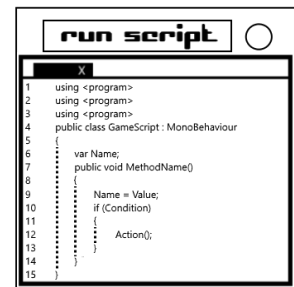 run script
X
1 using <program>
2 using <program>
3 using <program>
4 public class GameScript : MonoBehaviour
5 {
6 var Name;
7 public void MethodName()
8 {
9 Name = Value;
10 if (Condition)
11 {
12 Action();
13 }
14 }
15 }